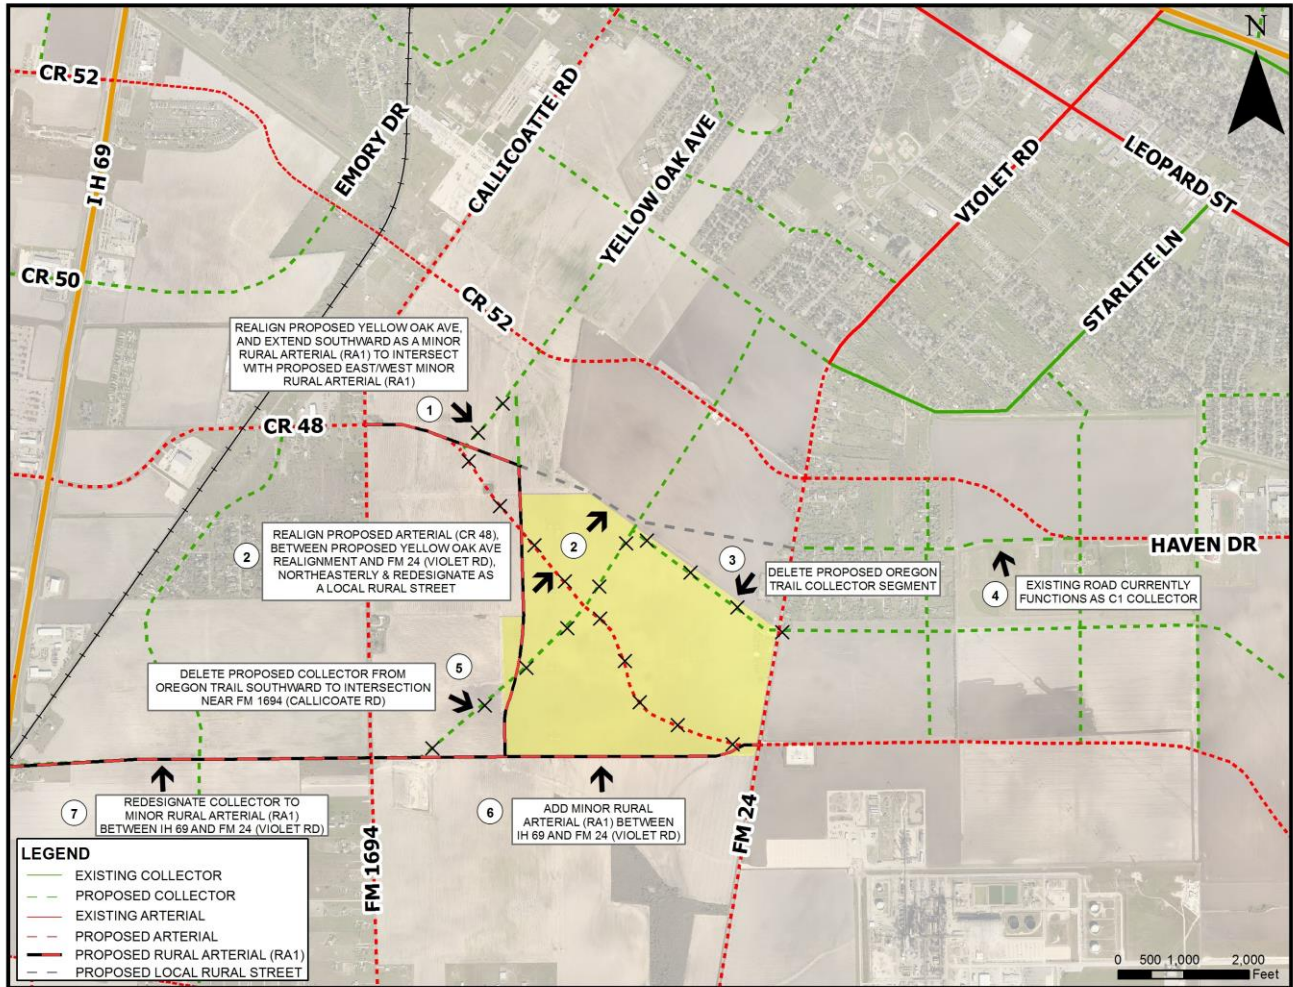 N
CR 52
I H 69
EMORY DR
CALLICOATTE RD
YELLOW OAK AVE
VIOLET RD
LEOPARD ST
STARLITE LN
CR 50
CR 52
REALIGN PROPOSED YELLOW OAK AVE,
AND EXTEND SOUTHWARD AS A MINOR
RURAL ARTERIAL (RA1) TO INTERSECT
WITH PROPOSED EAST/WEST MINOR
RURAL ARTERIAL (RA1)
1
CR 48
2
REALIGN PROPOSED ARTERIAL (CR 48),
BETWEEN PROPOSED YELLOW OAK AVE
REALIGNMENT AND FM 24 (VIOLET RD),
NORTHEASTERLY & REDESIGNATE AS
A LOCAL RURAL STREET
2
3
DELETE PROPOSED OREGON
TRAIL COLLECTOR SEGMENT
HAVEN DR
4
EXISTING ROAD CURRENTLY
FUNCTIONS AS C1 COLLECTOR
5
DELETE PROPOSED COLLECTOR FROM
OREGON TRAIL SOUTHWARD TO INTERSECTION
NEAR FM 1694 (CALLICOATE RD)
7
REDESIGNATE COLLECTOR TO
MINOR RURAL ARTERIAL (RA1)
BETWEEN IH 69 AND FM 24 (VIOLET RD)
6
ADD MINOR RURAL
ARTERIAL (RA1) BETWEEN
IH 69 AND FM 24 (VIOLET RD)
FM 24
FM 1694
LEGEND
EXISTING COLLECTOR
PROPOSED COLLECTOR
EXISTING ARTERIAL
PROPOSED ARTERIAL
PROPOSED RURAL ARTERIAL (RA1)
PROPOSED LOCAL RURAL STREET
0 500 1,000 2,000
Feet